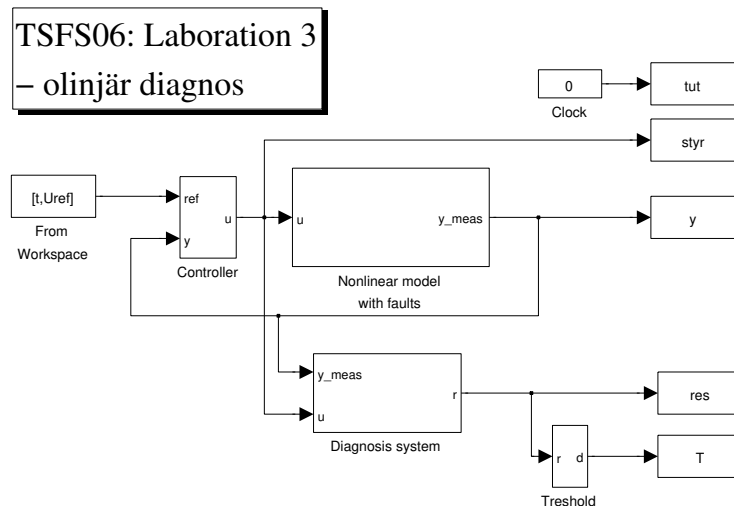 TSFS06: Laboration 3
– olinjär diagnos
0
Clock
tut
styr
[t,Uref]
From
Workspace
ref
y
u
Controller
u
y_meas
Nonlinear model
with faults
y
y_meas
u
r
Diagnosis system
res
r
d
Treshold
T